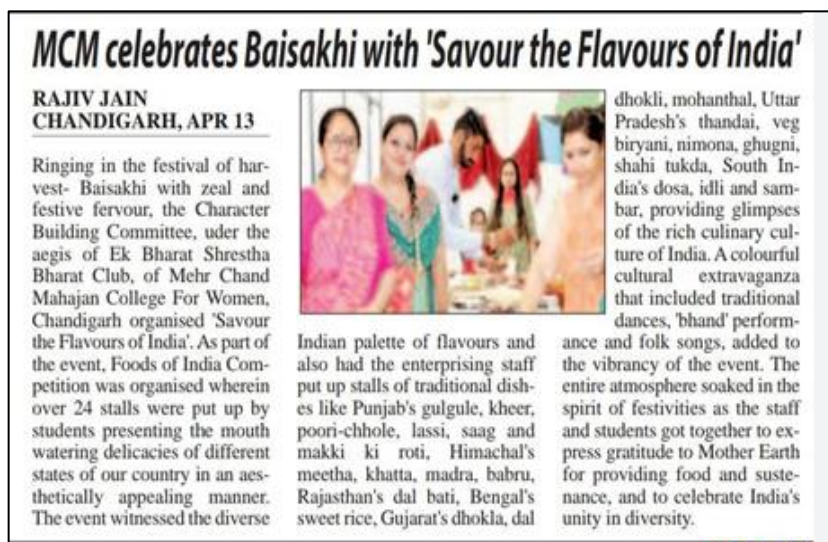 MCM celebrates Baisakhi with 'Savour the Flavours of India'
RAJIV JAIN
CHANDIGARH, APR 13
Ringing in the festival of har-
vest- Baisakhi with zeal and
festive fervour, the Character
Building Committee, uder the
aegis of Ek Bharat Shrestha
Bharat Club, of Mehr Chand
Mahajan College For Women,
Chandigarh organised 'Savour
the Flavours of India'. As part of
the event, Foods of India Com-
petition was organised wherein
over 24 stalls were put up by
students presenting the mouth
watering delicacies of different
states of our country in an aes-
thetically appealing manner.
The event witnessed the diverse
Indian palette of flavours and
also had the enterprising staff
put up stalls of traditional dish-
es like Punjab's gulgule, kheer,
poori-chhole, lassi, saag and
makki ki roti, Himachal's
meetha, khatta, madra, babru,
Rajasthan's dal bati, Bengal's
sweet rice, Gujarat's dhokla, dal
dhokli, mohanthal, Uttar
Pradesh's thandai, veg
biryani, nimona, ghugni,
shahi tukda, South In-
dia's dosa, idli and sam-
bar, providing glimpses
of the rich culinary cul-
ture of India. A colourful
cultural extravaganza
that included traditional
dances, 'bhand' perform-
ance and folk songs, added to
the vibrancy of the event. The
entire atmosphere soaked in the
spirit of festivities as the staff
and students got together to ex-
press gratitude to Mother Earth
for providing food and suste-
nance, and to celebrate India's
unity in diversity.